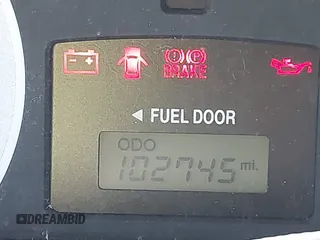 BRAKE
◀ FUEL DOOR
ODO
102745 mi.
DREAMBID